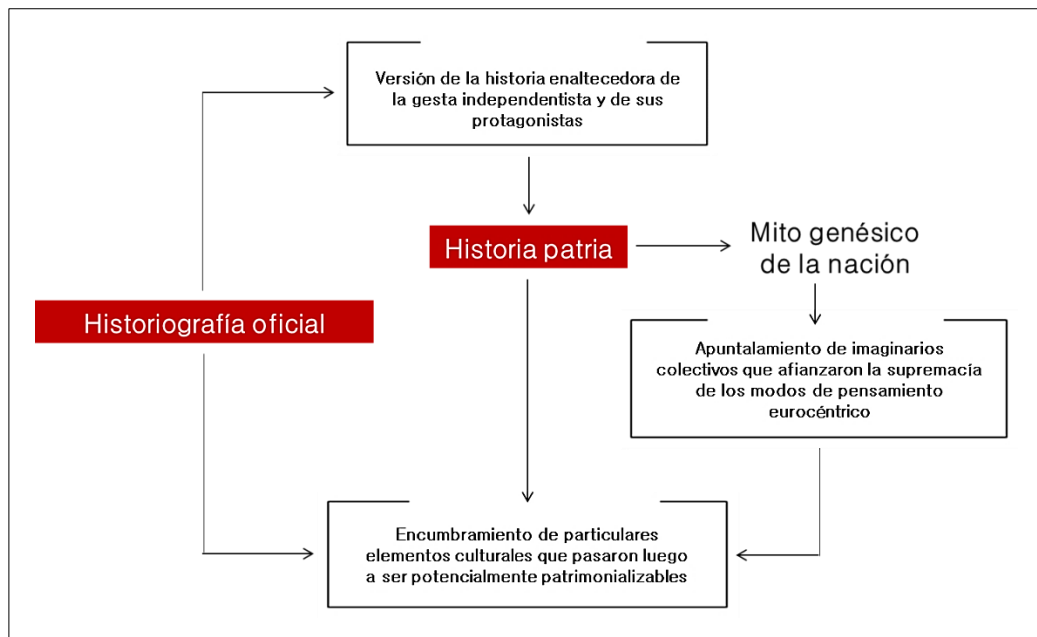 Versión de la historia enaltecedora de
la gesta independentista y de sus
protagonistas
Historia patria
Mito genésico
de la nación
Historiografía oficial
Apuntalamiento de imaginarios
colectivos que afianzaron la supremacía
de los modos de pensamiento
eurocéntrico
Encumbramiento de particulares
elementos culturales que pasaron luego
a ser potencialmente patrimonializables